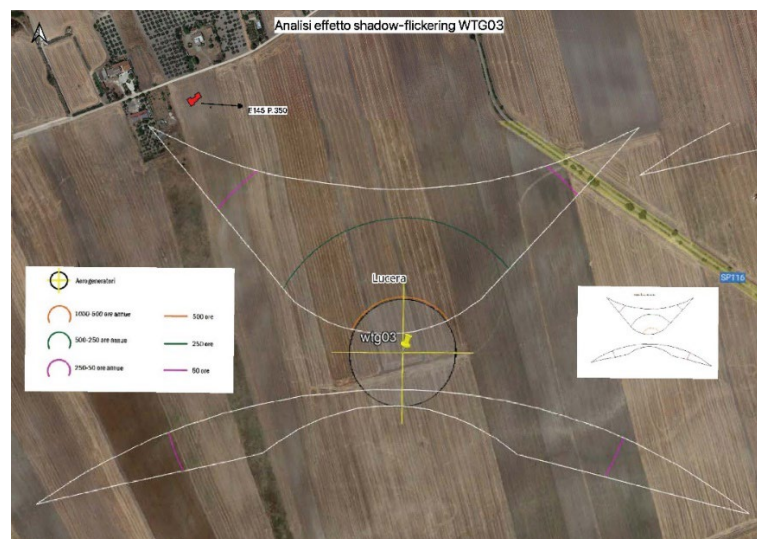 Analisi effetto shadow-flickering WTG03
F145 P.350
SP116
Lucera
wtg03
Aerogeneratori
1000-500 ore annue
500 ore
500-250 ore annue
250 ore
250-50 ore annue
50 ore